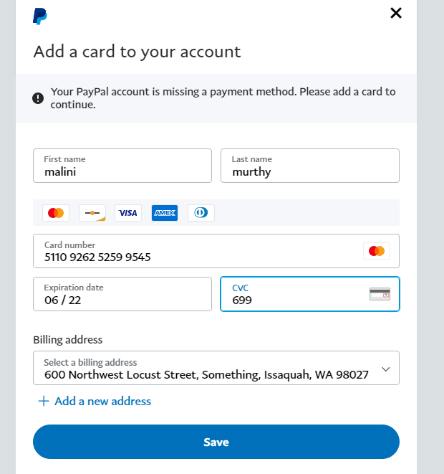 Add a card to your account
Your PayPal account is missing a payment method. Please add a card to
continue.
First name
malini
Last name
murthy
VISA
AMEX
Card number
5110 9262 5259 9545
Expiration date
06 / 22
CVC
699
Billing address
Select a billing address
600 Northwest Locust Street, Something, Issaquah, WA 98027
+ Add a new address
Save